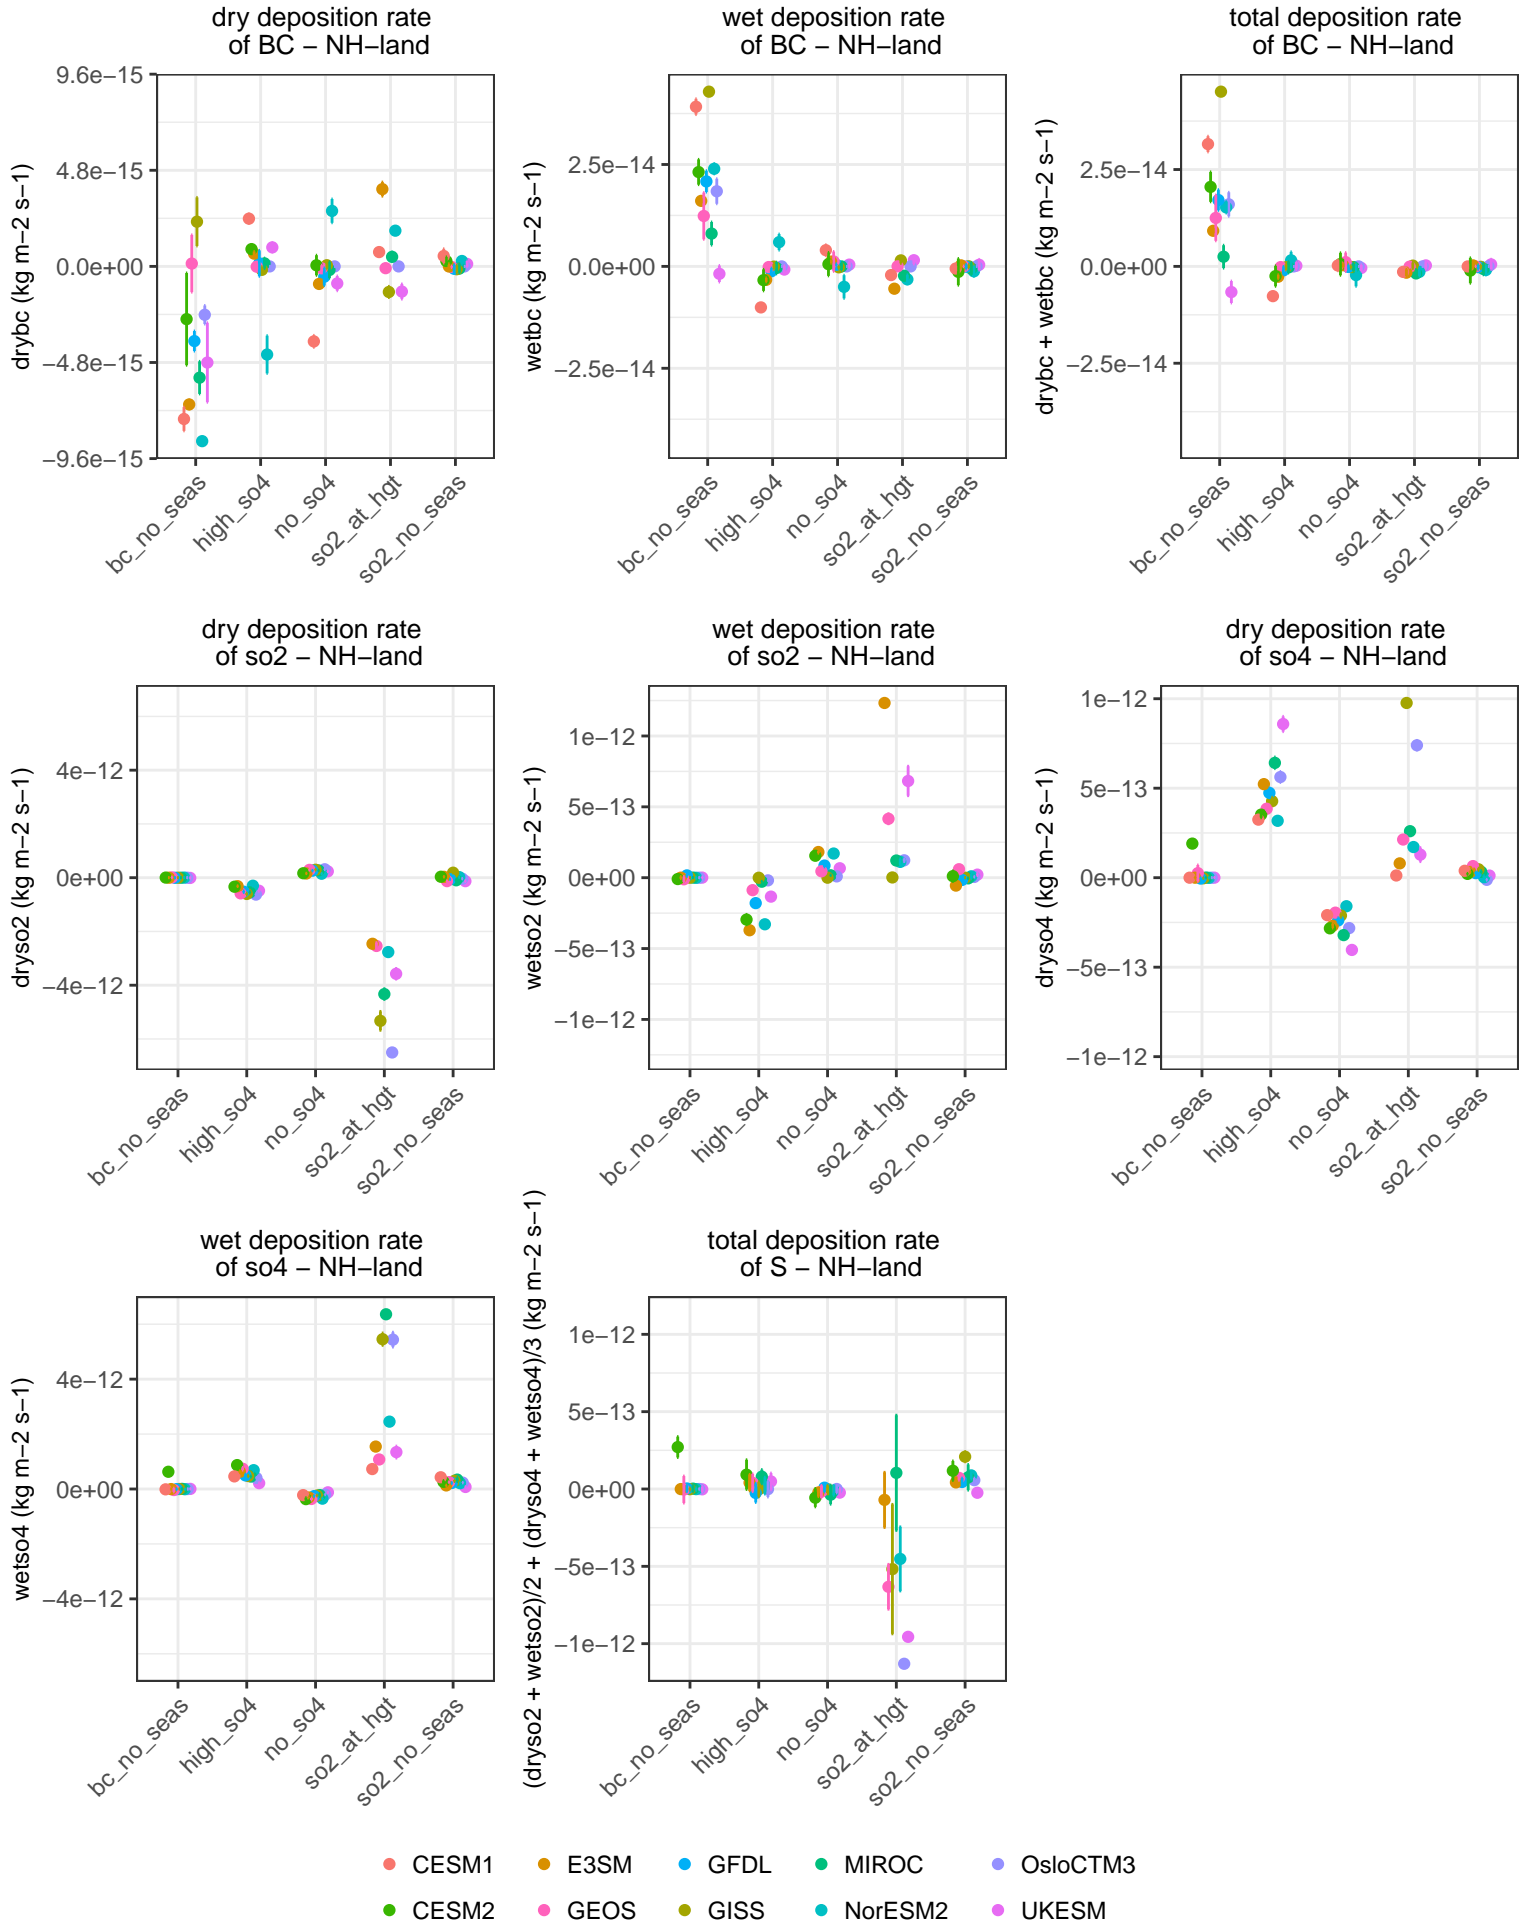 dry deposition rate
of BC − NH−land
drybc (kg m−2 s−1)
9.6e−15
4.8e−15
0.0e+00
−4.8e−15
−9.6e−15
bc_no_seas
high_so4
no_so4
so2_at_hgt
so2_no_seas
wet deposition rate
of BC − NH−land
wetbc (kg m−2 s−1)
2.5e−14
0.0e+00
−2.5e−14
bc_no_seas
high_so4
no_so4
so2_at_hgt
so2_no_seas
total deposition rate
of BC − NH−land
drybc + wetbc (kg m−2 s−1)
2.5e−14
0.0e+00
−2.5e−14
bc_no_seas
high_so4
no_so4
so2_at_hgt
so2_no_seas
dry deposition rate
of so2 − NH−land
dryso2 (kg m−2 s−1)
4e−12
0e+00
−4e−12
bc_no_seas
high_so4
no_so4
so2_at_hgt
so2_no_seas
wet deposition rate
of so2 − NH−land
wetso2 (kg m−2 s−1)
1e−12
5e−13
0e+00
−5e−13
−1e−12
bc_no_seas
high_so4
no_so4
so2_at_hgt
so2_no_seas
dry deposition rate
of so4 − NH−land
dryso4 (kg m−2 s−1)
1e−12
5e−13
0e+00
−5e−13
−1e−12
bc_no_seas
high_so4
no_so4
so2_at_hgt
so2_no_seas
wet deposition rate
of so4 − NH−land
wetso4 (kg m−2 s−1)
4e−12
0e+00
−4e−12
bc_no_seas
high_so4
no_so4
so2_at_hgt
so2_no_seas
total deposition rate
of S − NH−land
(dryso2 + wetso2)/2 + (dryso4 + wetso4)/3 (kg m−2 s−1)
1e−12
5e−13
0e+00
−5e−13
−1e−12
bc_no_seas
high_so4
no_so4
so2_at_hgt
so2_no_seas
CESM1 E3SM GFDL MIROC OsloCTM3
CESM2 GEOS GISS NorESM2 UKESM